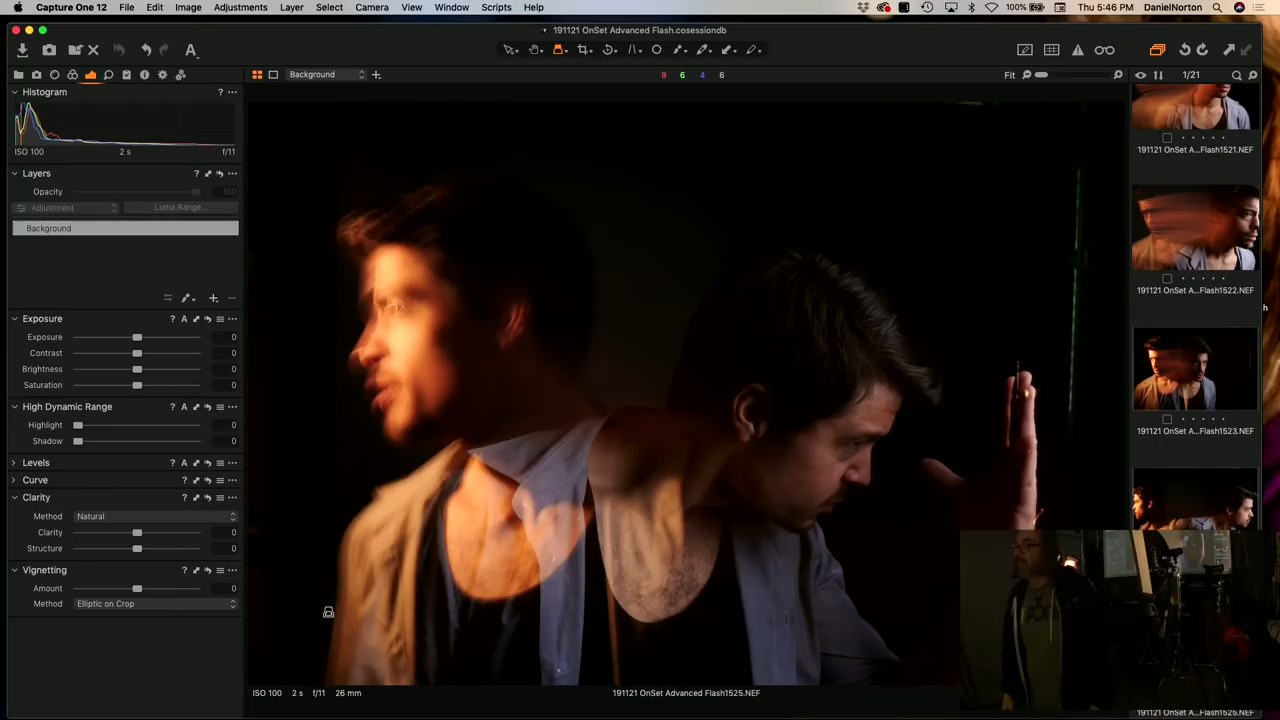 Capture One 12 File Edit Image Adjustments Layer Select Camera View Window Scripts Help 100% Thu 5:46 PM DanielNorton
191121 OnSet Advanced Flash.cosessiondb
A
Background 9 6 4 6 Fit 1/21
Histogram ?
ISO 100 2 s f/11
Layers ?
Opacity 100
Adjustment Luma Range...
Background
Exposure ? A
Exposure 0
Contrast 0
Brightness 0
Saturation 0
High Dynamic Range ? A
Highlight 0
Shadow 0
Levels ? A
Curve ? A
Clarity ? A
Method Natural
Clarity 0
Structure 0
Vignetting ? A
Amount 0
Method Elliptic on Crop
ISO 100 2 s f/11 26 mm
191121 OnSet Advanced Flash1525.NEF
191121 OnSet A...Flash1521.NEF
191121 OnSet A...Flash1522.NEF
191121 OnSet A...Flash1523.NEF
191121 OnSet A...Flash1525.NEF
h